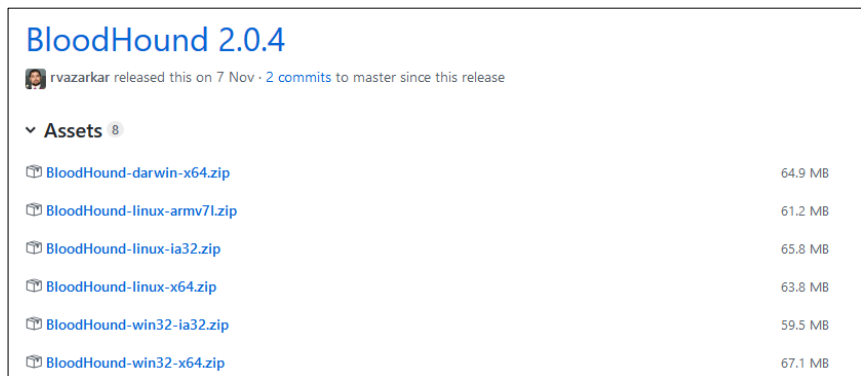 BloodHound 2.0.4
rvazarkar released this on 7 Nov · 2 commits to master since this release
Assets 8
BloodHound-darwin-x64.zip 64.9 MB
BloodHound-linux-armv7l.zip 61.2 MB
BloodHound-linux-ia32.zip 65.8 MB
BloodHound-linux-x64.zip 63.8 MB
BloodHound-win32-ia32.zip 59.5 MB
BloodHound-win32-x64.zip 67.1 MB